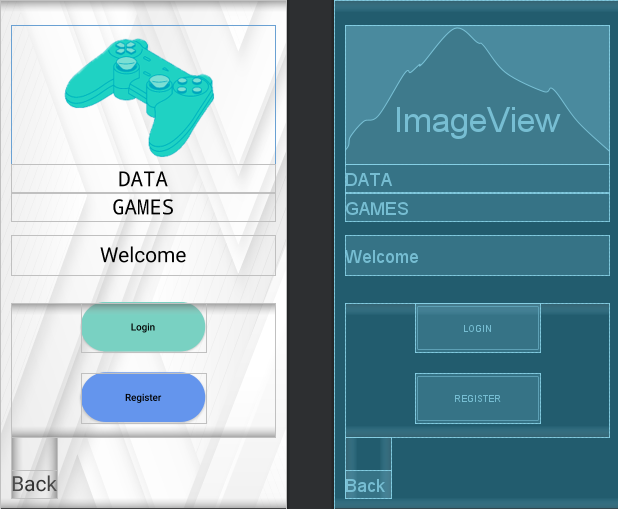 DATA
GAMES
Welcome
Login
Register
Back
ImageView
DATA
GAMES
Welcome
LOGIN
REGISTER
Back